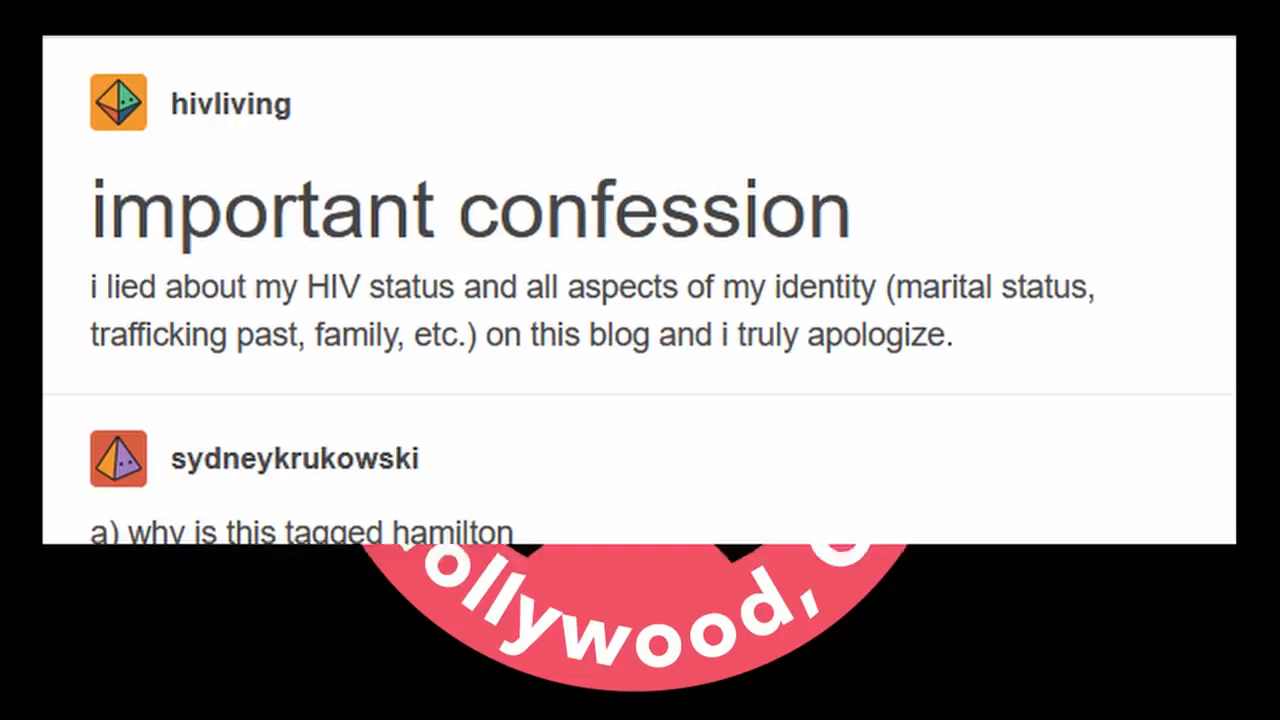 hivliving
important confession
i lied about my HIV status and all aspects of my identity (marital status,
trafficking past, family, etc.) on this blog and i truly apologize.
sydneykrukowski
a) why is this tagged hamilton
ollywood,